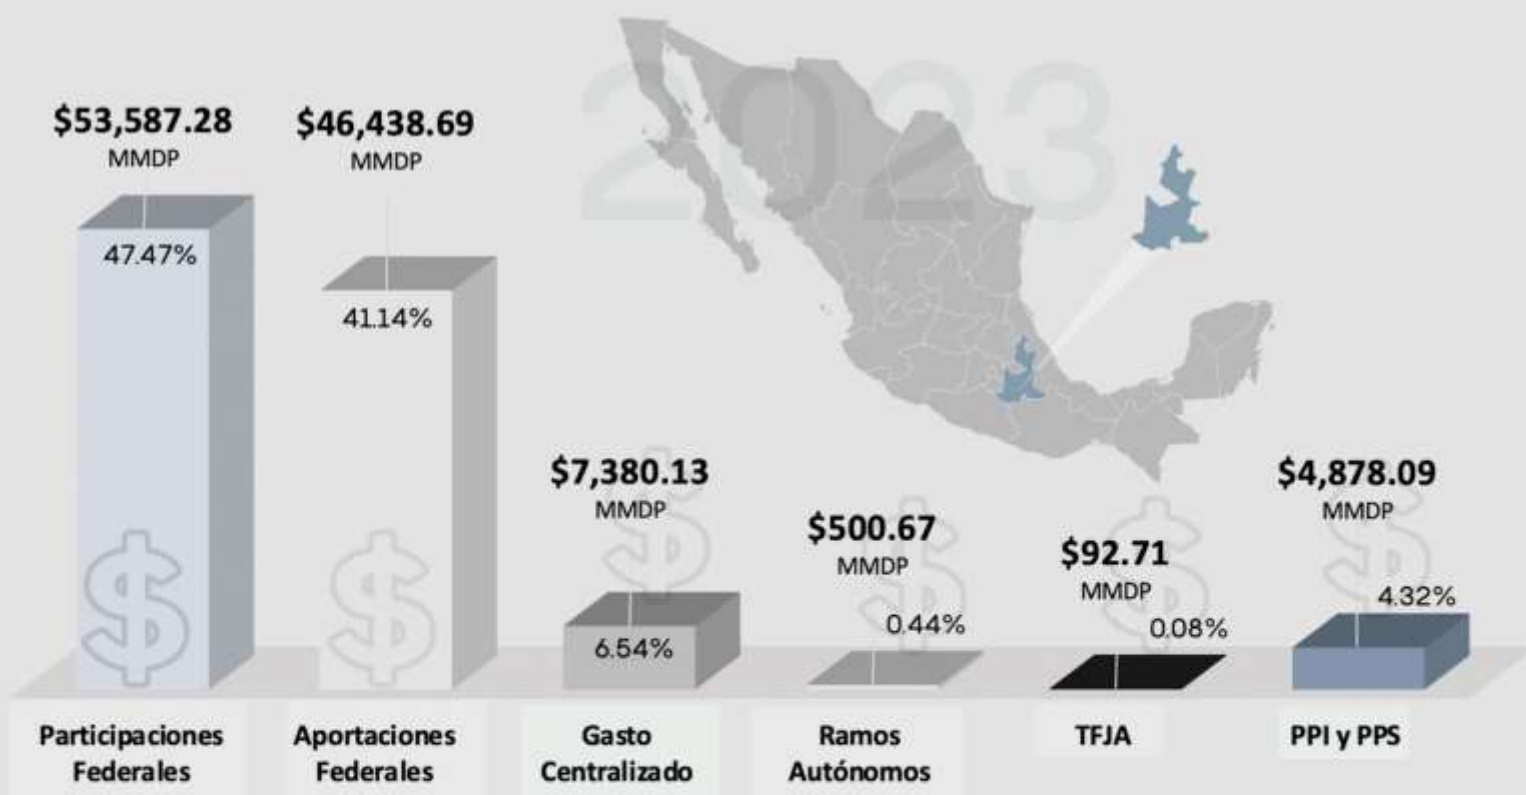 2023
$53,587.28
MMDP
47.47%
$46,438.69
MMDP
41.14%
$7,380.13
MMDP
6.54%
$500.67
MMDP
0.44%
$92.71
MMDP
0.08%
$4,878.09
MMDP
4.32%
Participaciones
Federales
Aportaciones
Federales
Gasto
Centralizado
Ramos
Autónomos
TFJA
PPI y PPS